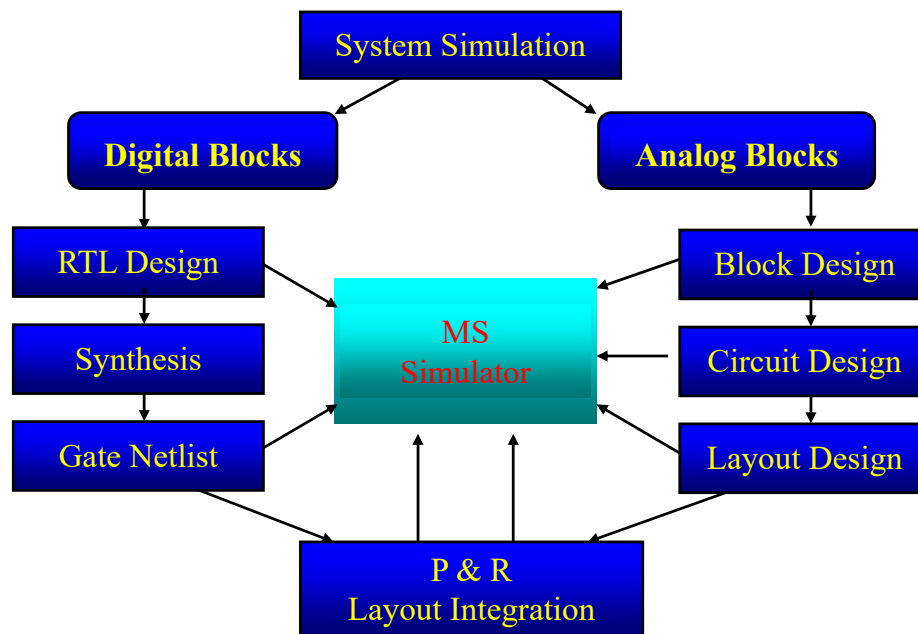 System Simulation
Digital Blocks
Analog Blocks
RTL Design
Block Design
MS
Simulator
Synthesis
Circuit Design
Gate Netlist
Layout Design
P & R
Layout Integration